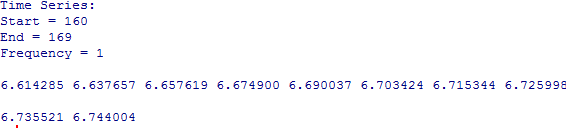 Time Series:
Start = 160
End = 169
Frequency = 1
6.614285 6.637657 6.657619 6.674900 6.690037 6.703424 6.715344 6.725998
6.735521 6.744004